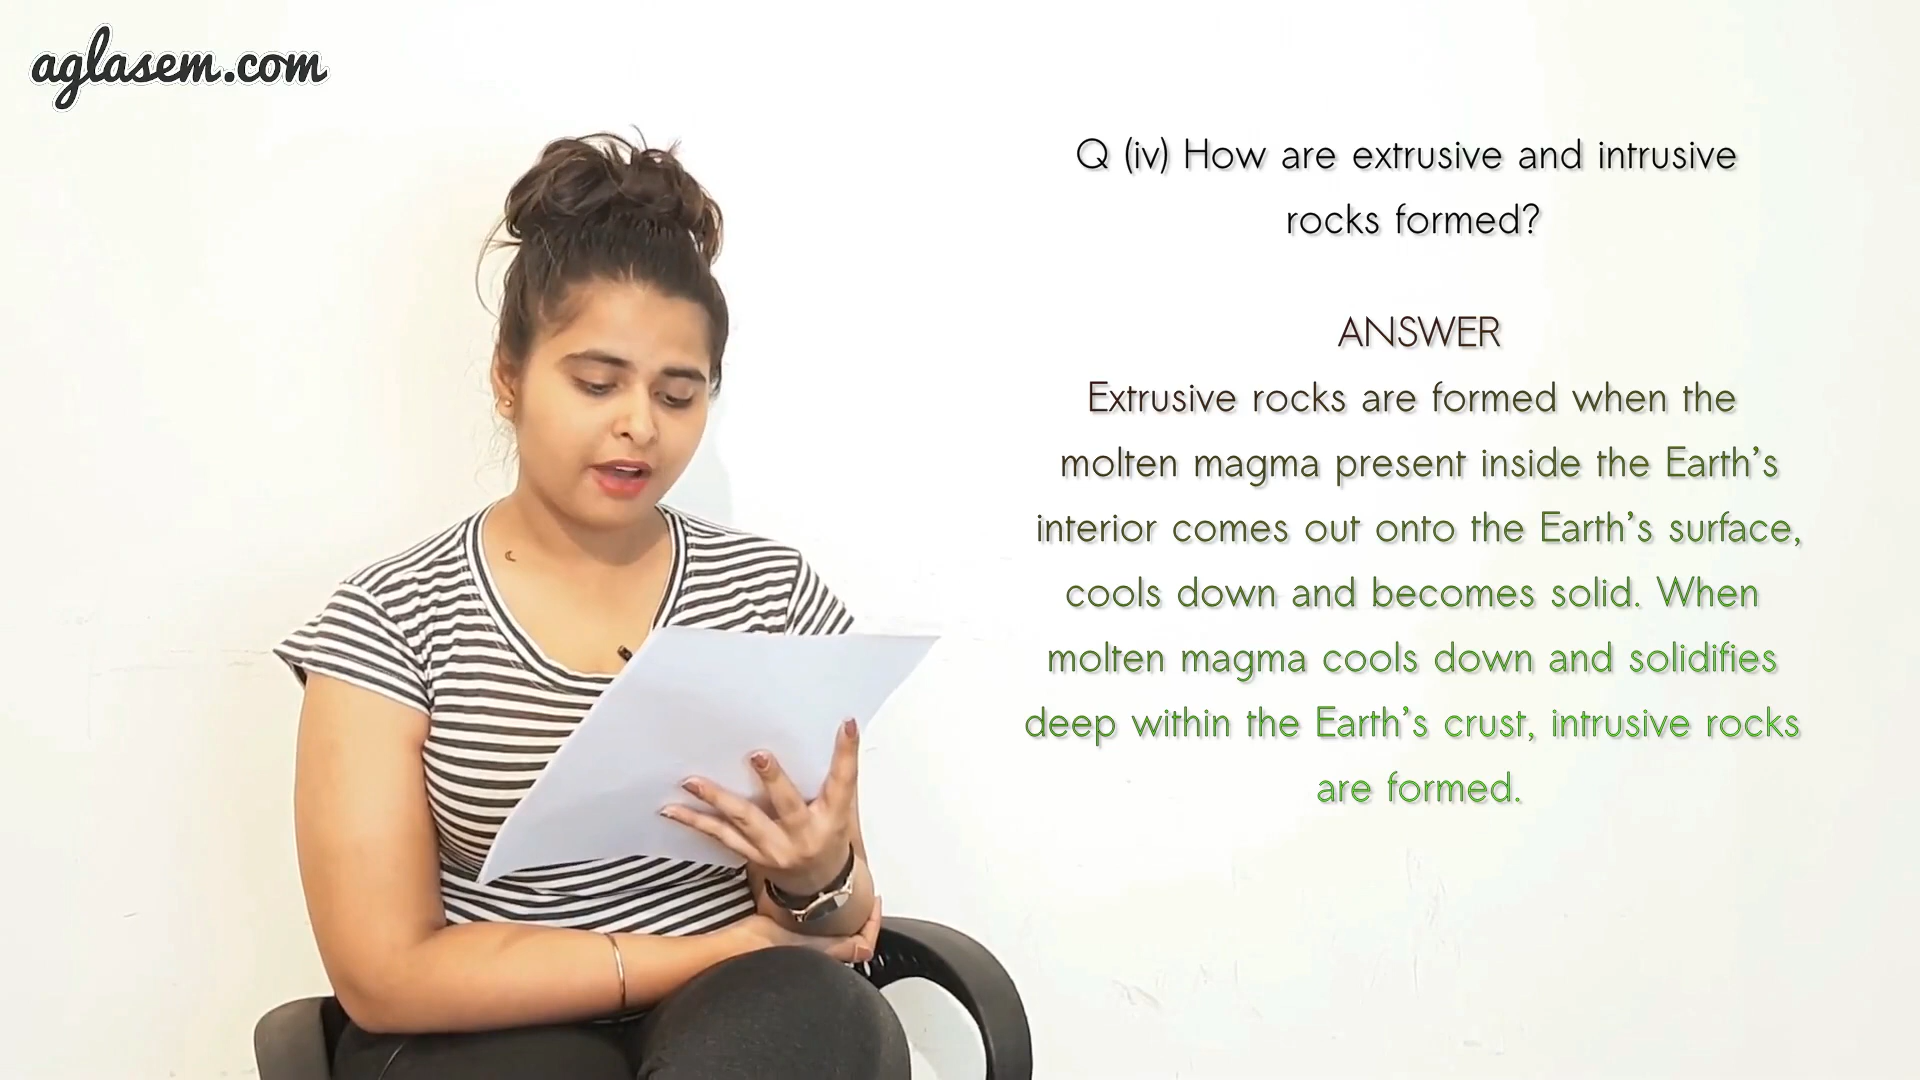 aglasem.com
Q (iv) How are extrusive and intrusive
rocks formed?
ANSWER
Extrusive rocks are formed when the
molten magma present inside the Earth’s
interior comes out onto the Earth’s surface,
cools down and becomes solid. When
molten magma cools down and solidifies
deep within the Earth’s crust, intrusive rocks
are formed.